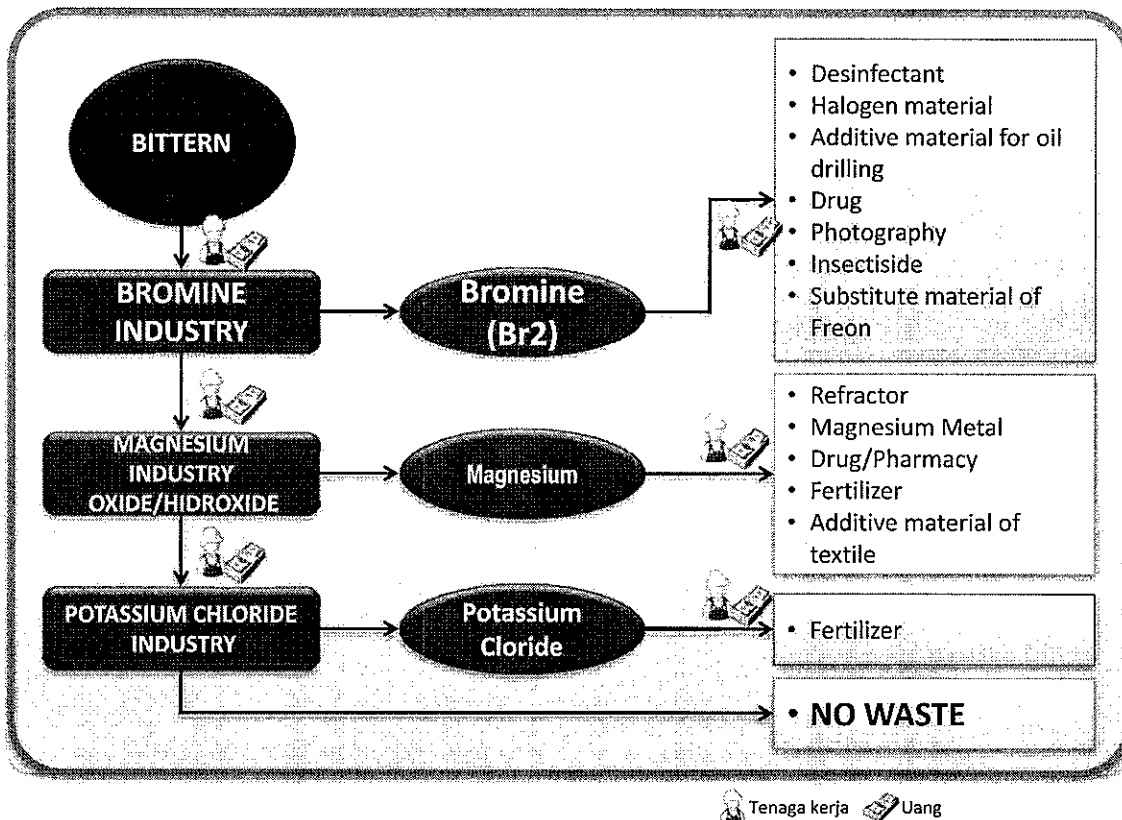 BITTERN
BROMINE
INDUSTRY
Bromine
(Br2)
• Desinfectant
• Halogen material
• Additive material for oil
drilling
• Drug
• Photography
• Insectiside
• Substitute material of
Freon
MAGNESIUM
INDUSTRY
OXIDE/HIDROXIDE
Magnesium
• Refractor
• Magnesium Metal
• Drug/Pharmacy
• Fertilizer
• Additive material of
textile
POTASSIUM CHLORIDE
INDUSTRY
Potassium
Cloride
• Fertilizer
• NO WASTE
Tenaga kerja
Uang